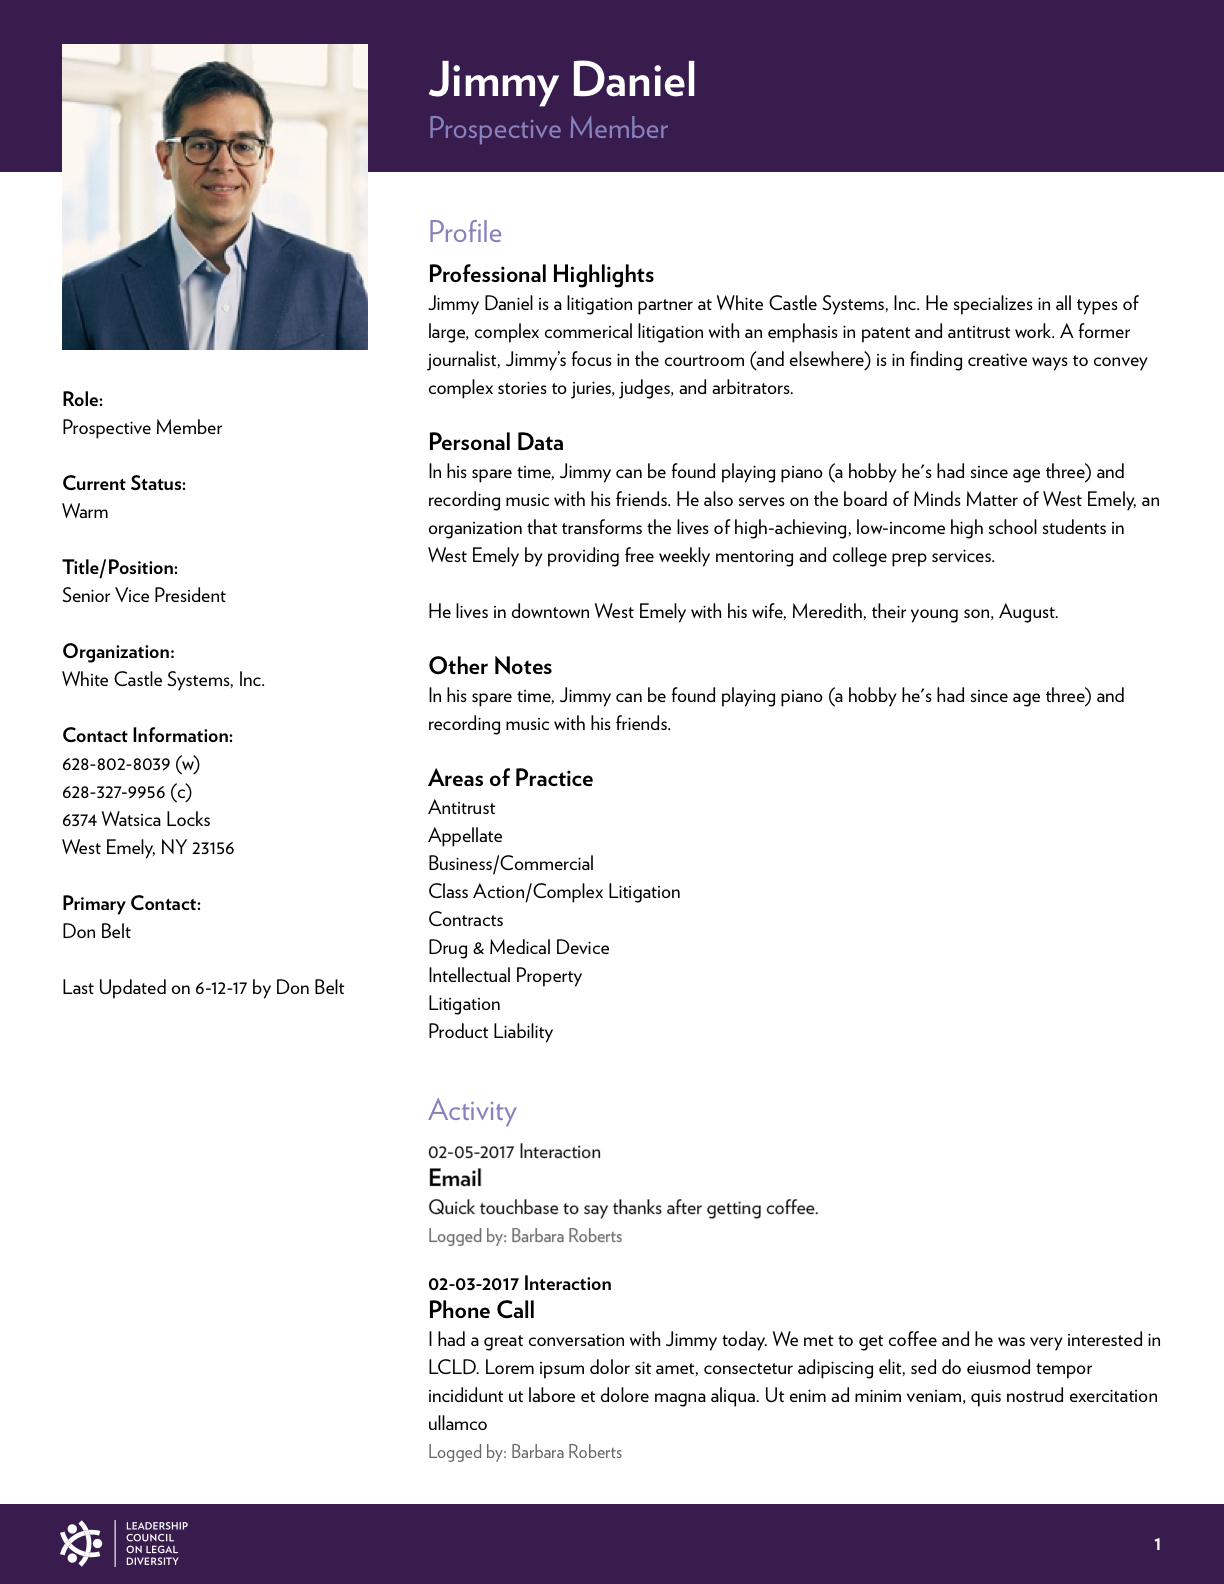 Jimmy Daniel
Prospective Member
Role:
Prospective Member
Current Status:
Warm
Title/Position:
Senior Vice President
Organization:
White Castle Systems, Inc.
Contact Information:
628-802-8039 (w)
628-327-9956 (c)
6374 Watsica Locks
West Emely, NY 23156
Primary Contact:
Don Belt
Last Updated on 6-12-17 by Don Belt
Profile
Professional Highlights
Jimmy Daniel is a litigation partner at White Castle Systems, Inc. He specializes in all types of
large, complex commerical litigation with an emphasis in patent and antitrust work. A former
journalist, Jimmy's focus in the courtroom (and elsewhere) is in finding creative ways to convey
complex stories to juries, judges, and arbitrators.
Personal Data
In his spare time, Jimmy can be found playing piano (a hobby he's had since age three) and
recording music with his friends. He also serves on the board of Minds Matter of West Emely, an
organization that transforms the lives of high-achieving, low-income high school students in
West Emely by providing free weekly mentoring and college prep services.
He lives in downtown West Emely with his wife, Meredith, their young son, August.
Other Notes
In his spare time, Jimmy can be found playing piano (a hobby he's had since age three) and
recording music with his friends.
Areas of Practice
Antitrust
Appellate
Business/Commercial
Class Action/Complex Litigation
Contracts
Drug & Medical Device
Intellectual Property
Litigation
Product Liability
Activity
02-05-2017 Interaction
Email
Quick touchbase to say thanks after getting coffee.
Logged by: Barbara Roberts
02-03-2017 Interaction
Phone Call
I had a great conversation with Jimmy today. We met to get coffee and he was very interested in
LCLD. Lorem ipsum dolor sit amet, consectetur adipiscing elit, sed do eiusmod tempor
incididunt ut labore et dolore magna aliqua. Ut enim ad minim veniam, quis nostrud exercitation
ullamco
Logged by: Barbara Roberts
LEADERSHIP
COUNCIL
ON LEGAL
DIVERSITY
1